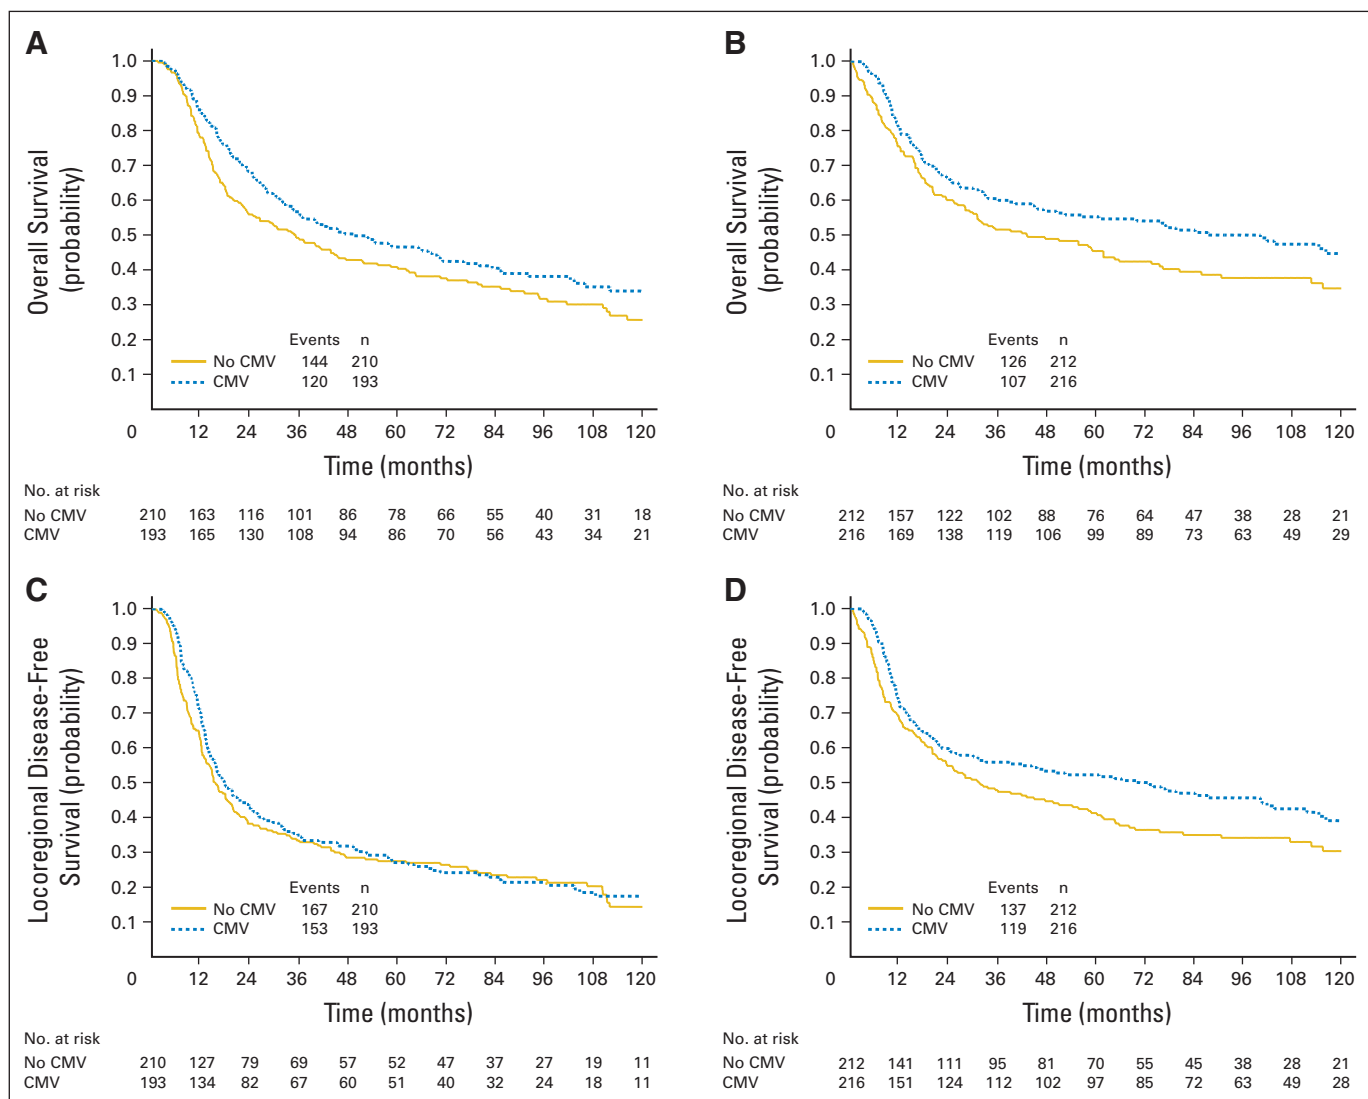 A
Overall Survival
(probability)
1.0
0.9
0.8
0.7
0.6
0.5
0.4
0.3
0.2
0.1
Events n
No CMV 144 210
CMV 120 193
0 12 24 36 48 60 72 84 96 108 120
Time (months)
No. at risk
No CMV 210 163 116 101 86 78 66 55 40 31 18
CMV 193 165 130 108 94 86 70 56 43 34 21
B
Overall Survival
(probability)
1.0
0.9
0.8
0.7
0.6
0.5
0.4
0.3
0.2
0.1
Events n
No CMV 126 212
CMV 107 216
0 12 24 36 48 60 72 84 96 108 120
Time (months)
No. at risk
No CMV 212 157 122 102 88 76 64 47 38 28 21
CMV 216 169 138 119 106 99 89 73 63 49 29
C
Locoregional Disease-Free
Survival (probability)
1.0
0.9
0.8
0.7
0.6
0.5
0.4
0.3
0.2
0.1
Events n
No CMV 167 210
CMV 153 193
0 12 24 36 48 60 72 84 96 108 120
Time (months)
No. at risk
No CMV 210 127 79 69 57 52 47 37 27 19 11
CMV 193 134 82 67 60 51 40 32 24 18 11
D
Locoregional Disease-Free
Survival (probability)
1.0
0.9
0.8
0.7
0.6
0.5
0.4
0.3
0.2
0.1
Events n
No CMV 137 212
CMV 119 216
0 12 24 36 48 60 72 84 96 108 120
Time (months)
No. at risk
No CMV 212 141 111 95 81 70 55 45 38 28 21
CMV 216 151 124 112 102 97 85 72 63 49 28